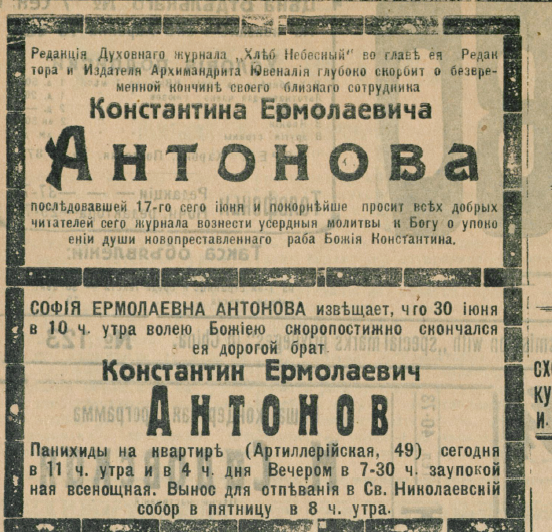 Редакція Духовнаго журнала „Хлѣб Небесный" во главѣ ея Редак
тора и Издателя Архимандрита Ювеналія глубоко скорбит о безвре-
менной кончинѣ своего близкаго сотрудника
Константина Ермолаевича
Антонова
послѣдовавшей 17-го сего іюня и покорнѣйше просит всѣх добрых
читателей сего журнала вознести усердныя молитвы к Богу о упоко
еніи души новопреставленнаго раба Божія Константина.
СОФІЯ ЕРМОЛАЕВНА АНТОНОВА извѣщает, что 30 іюня
в 10 ч. утра волею Божіею скоропостижно скончался
ея дорогой брат
Константин Ермолаевич
АНТОНОВ
Панихиды на квартирѣ (Артиллерійская, 49) сегодня
в 11 ч. утра и в 4 ч. дня Вечером в 7-30 ч. заупокой
ная всенощная. Вынос для отпѣванія в Св. Николаевскій
собор в пятницу в 8 ч. утра.